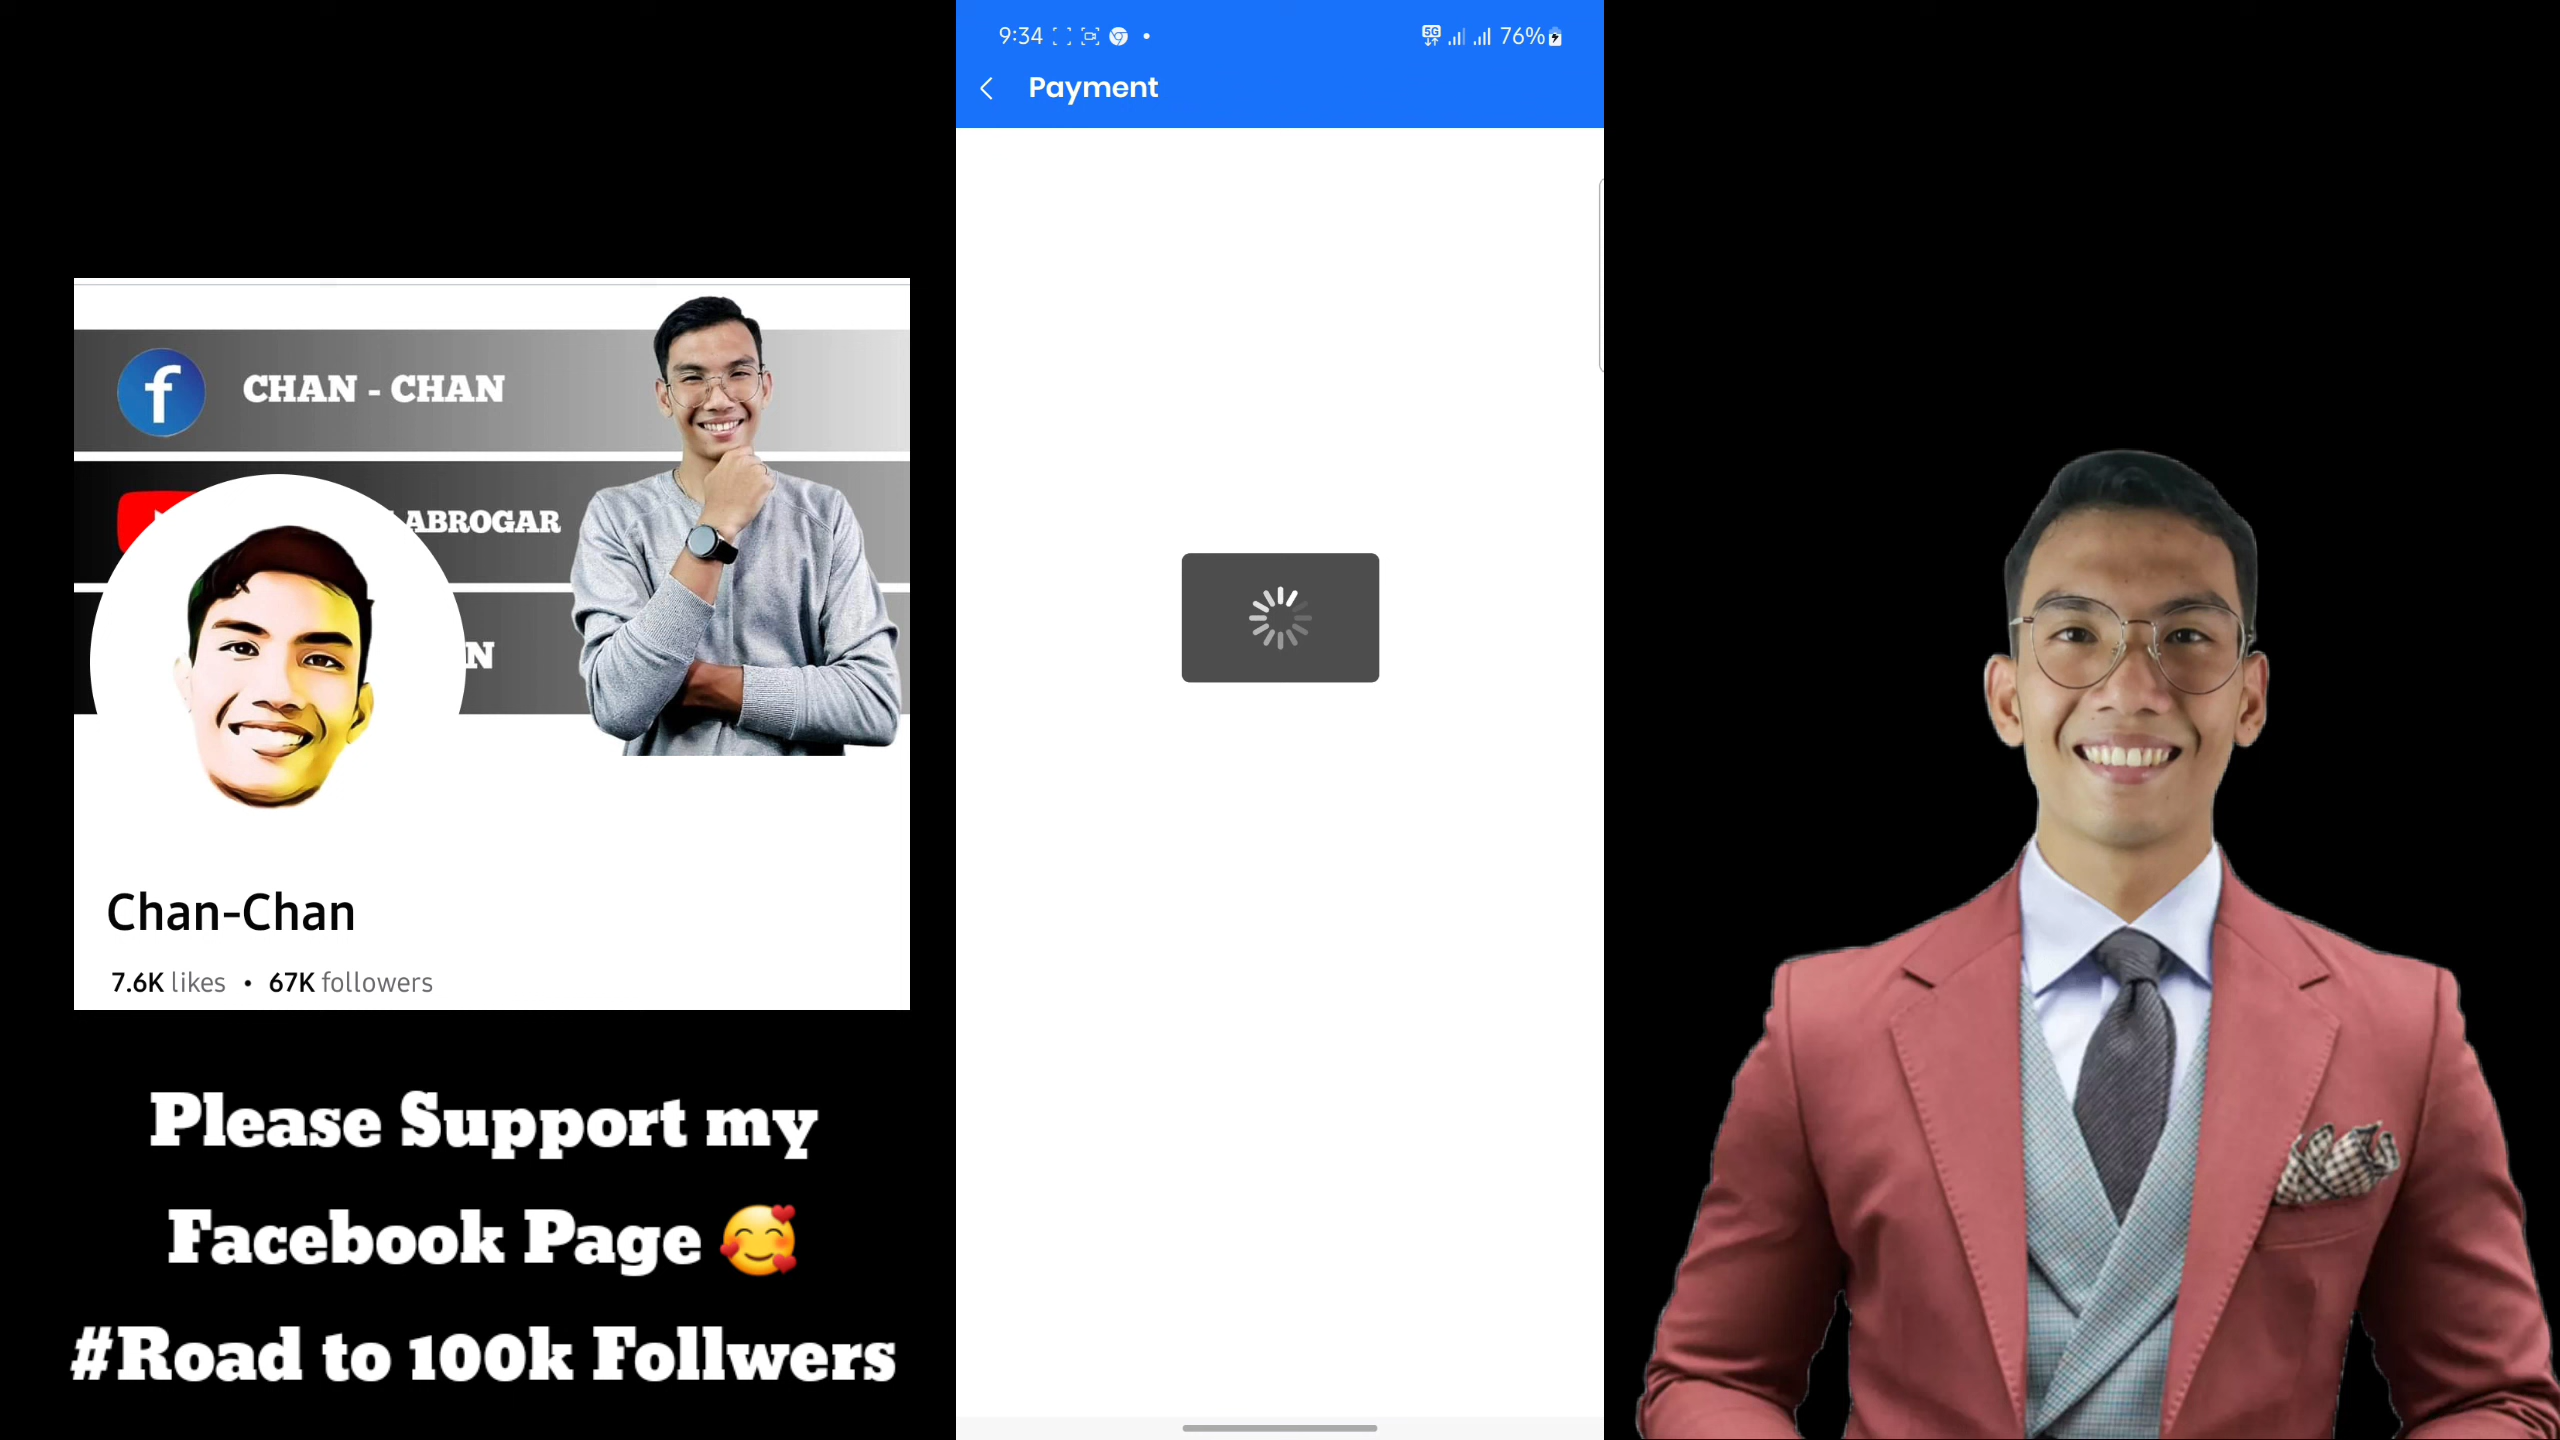 CHAN - CHAN
ABROGAR
N
Chan-Chan
7.6K likes • 67K followers
Please Support my
Facebook Page 🥰
#Road to 100k Follwers
9:34
5G
76%
Payment